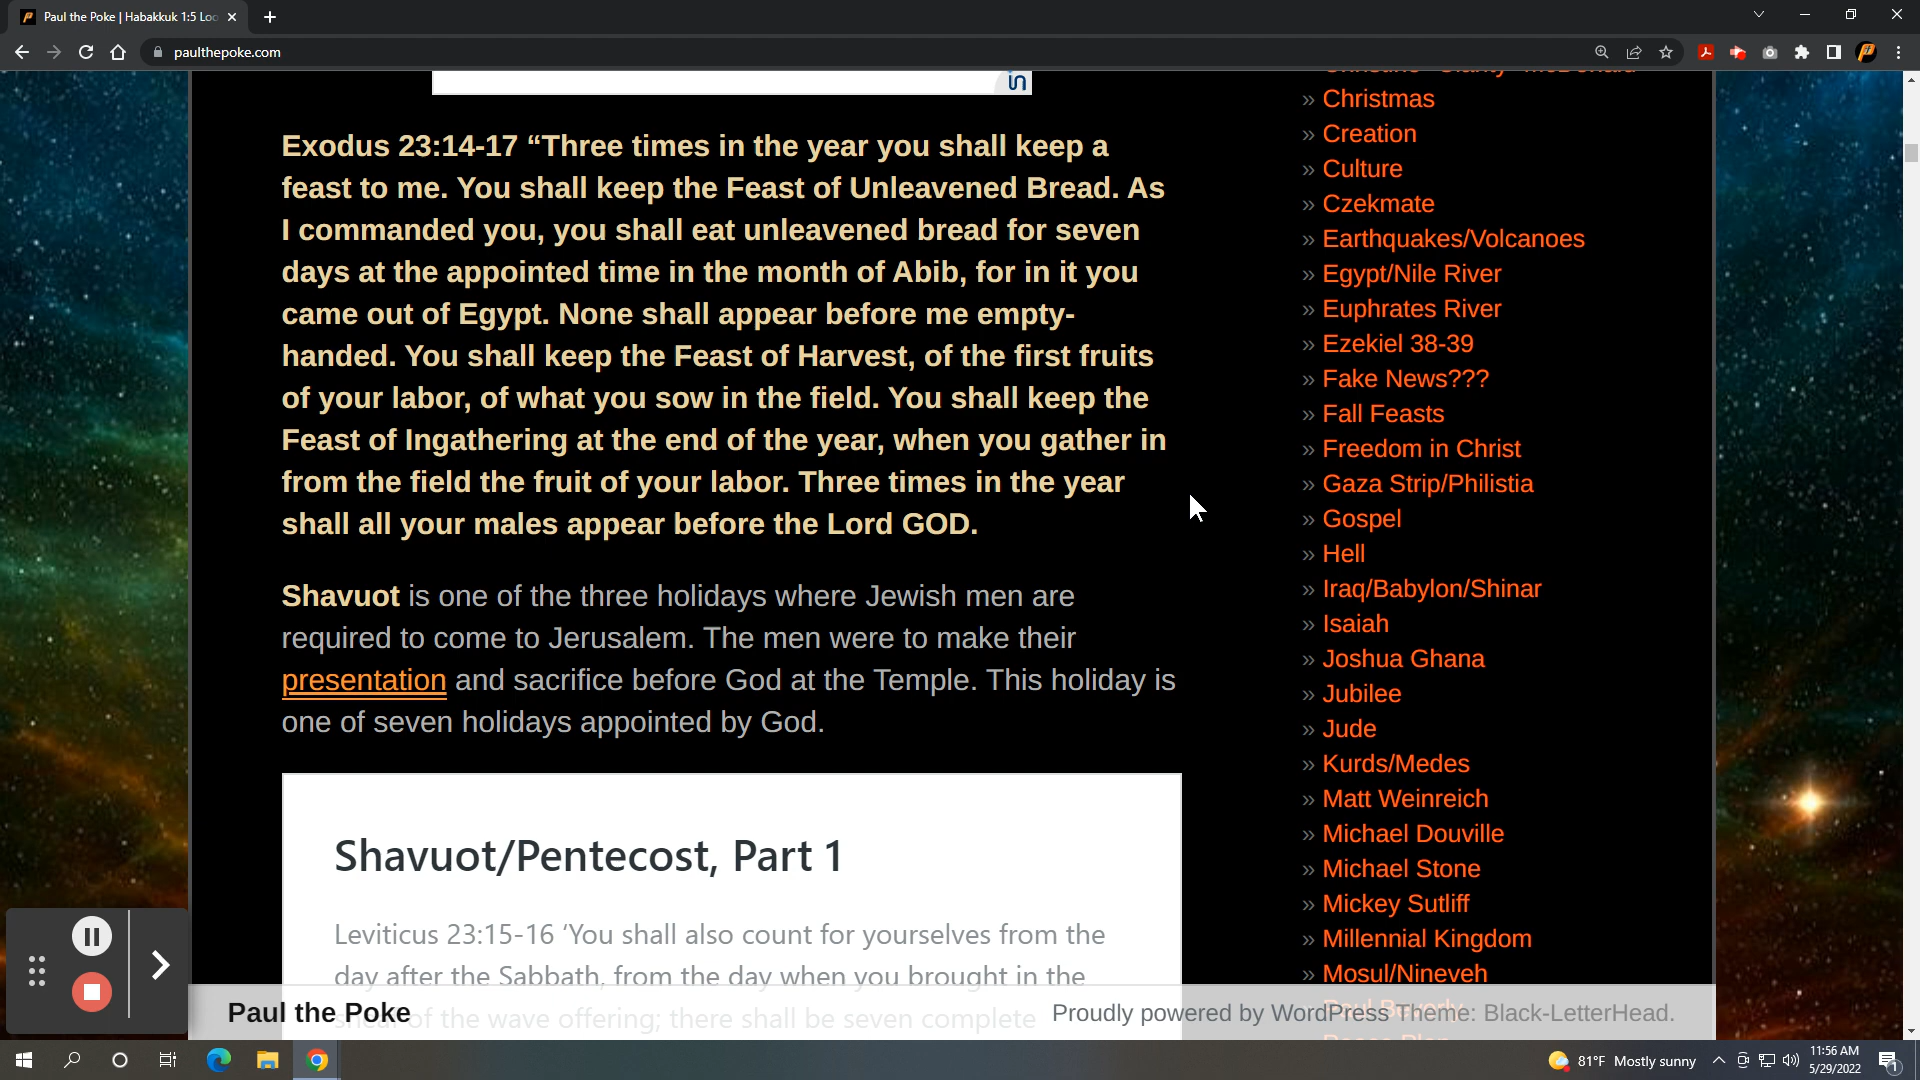 Paul the Poke | Habakkuk 1:5 Loo
paulthepoke.com
in
Exodus 23:14-17 “Three times in the year you shall keep a
feast to me. You shall keep the Feast of Unleavened Bread. As
I commanded you, you shall eat unleavened bread for seven
days at the appointed time in the month of Abib, for in it you
came out of Egypt. None shall appear before me empty-
handed. You shall keep the Feast of Harvest, of the first fruits
of your labor, of what you sow in the field. You shall keep the
Feast of Ingathering at the end of the year, when you gather in
from the field the fruit of your labor. Three times in the year
shall all your males appear before the Lord GOD.
Shavuot is one of the three holidays where Jewish men are
required to come to Jerusalem. The men were to make their
presentation and sacrifice before God at the Temple. This holiday is
one of seven holidays appointed by God.
Shavuot/Pentecost, Part 1
Leviticus 23:15-16 ‘You shall also count for yourselves from the
day after the Sabbath, from the day when you brought in the
sheaf of the wave offering; there shall be seven complete
» Christmas
» Creation
» Culture
» Czekmate
» Earthquakes/Volcanoes
» Egypt/Nile River
» Euphrates River
» Ezekiel 38-39
» Fake News???
» Fall Feasts
» Freedom in Christ
» Gaza Strip/Philistia
» Gospel
» Hell
» Iraq/Babylon/Shinar
» Isaiah
» Joshua Ghana
» Jubilee
» Jude
» Kurds/Medes
» Matt Weinreich
» Michael Douville
» Michael Stone
» Mickey Sutliff
» Millennial Kingdom
» Mosul/Nineveh
» Paul Beverly
Paul the Poke
Proudly powered by WordPress Theme: Black-LetterHead.
81°F Mostly sunny
11:56 AM
5/29/2022
1